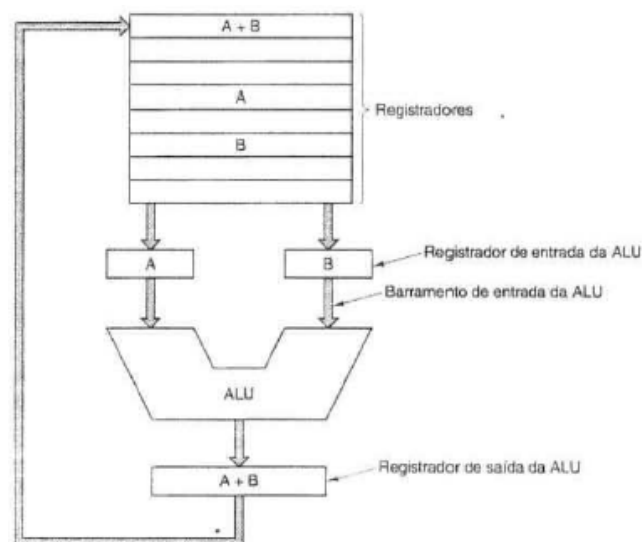 A + B
A
Registradores
B
A
B
Registrador de entrada da ALU
Barramento de entrada da ALU
ALU
A + B
Registrador de saída da ALU